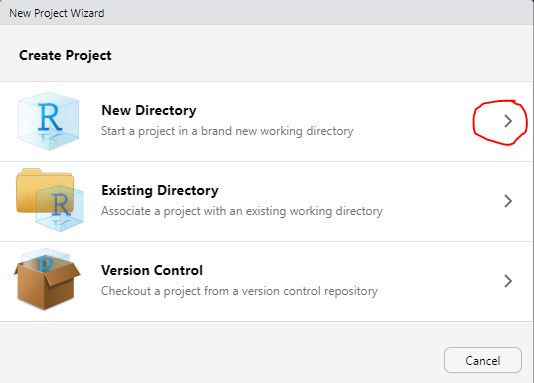 New Project Wizard
Create Project
New Directory
Start a project in a brand new working directory
Existing Directory
Associate a project with an existing working directory
Version Control
Checkout a project from a version control repository
Cancel